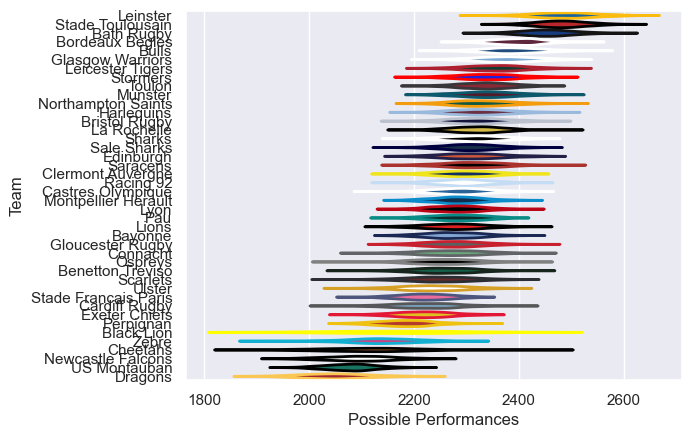 Leinster
Stade Toulousain
Bath Rugby
Bordeaux Begles
Bulls
Glasgow Warriors
Leicester Tigers
Stormers
Toulon
Munster
Northampton Saints
Harlequins
Bristol Rugby
La Rochelle
Sharks
Sale Sharks
Edinburgh
Saracens
Clermont Auvergne
Racing 92
Castres Olympique
Montpellier Herault
Lyon
Pau
Lions
Bayonne
Gloucester Rugby
Connacht
Ospreys
Benetton Treviso
Scarlets
Ulster
Stade Francais Paris
Cardiff Rugby
Exeter Chiefs
Perpignan
Black Lion
Zebre
Cheetahs
Newcastle Falcons
US Montauban
Dragons
Team
1800 2000 2200 2400 2600
Possible Performances